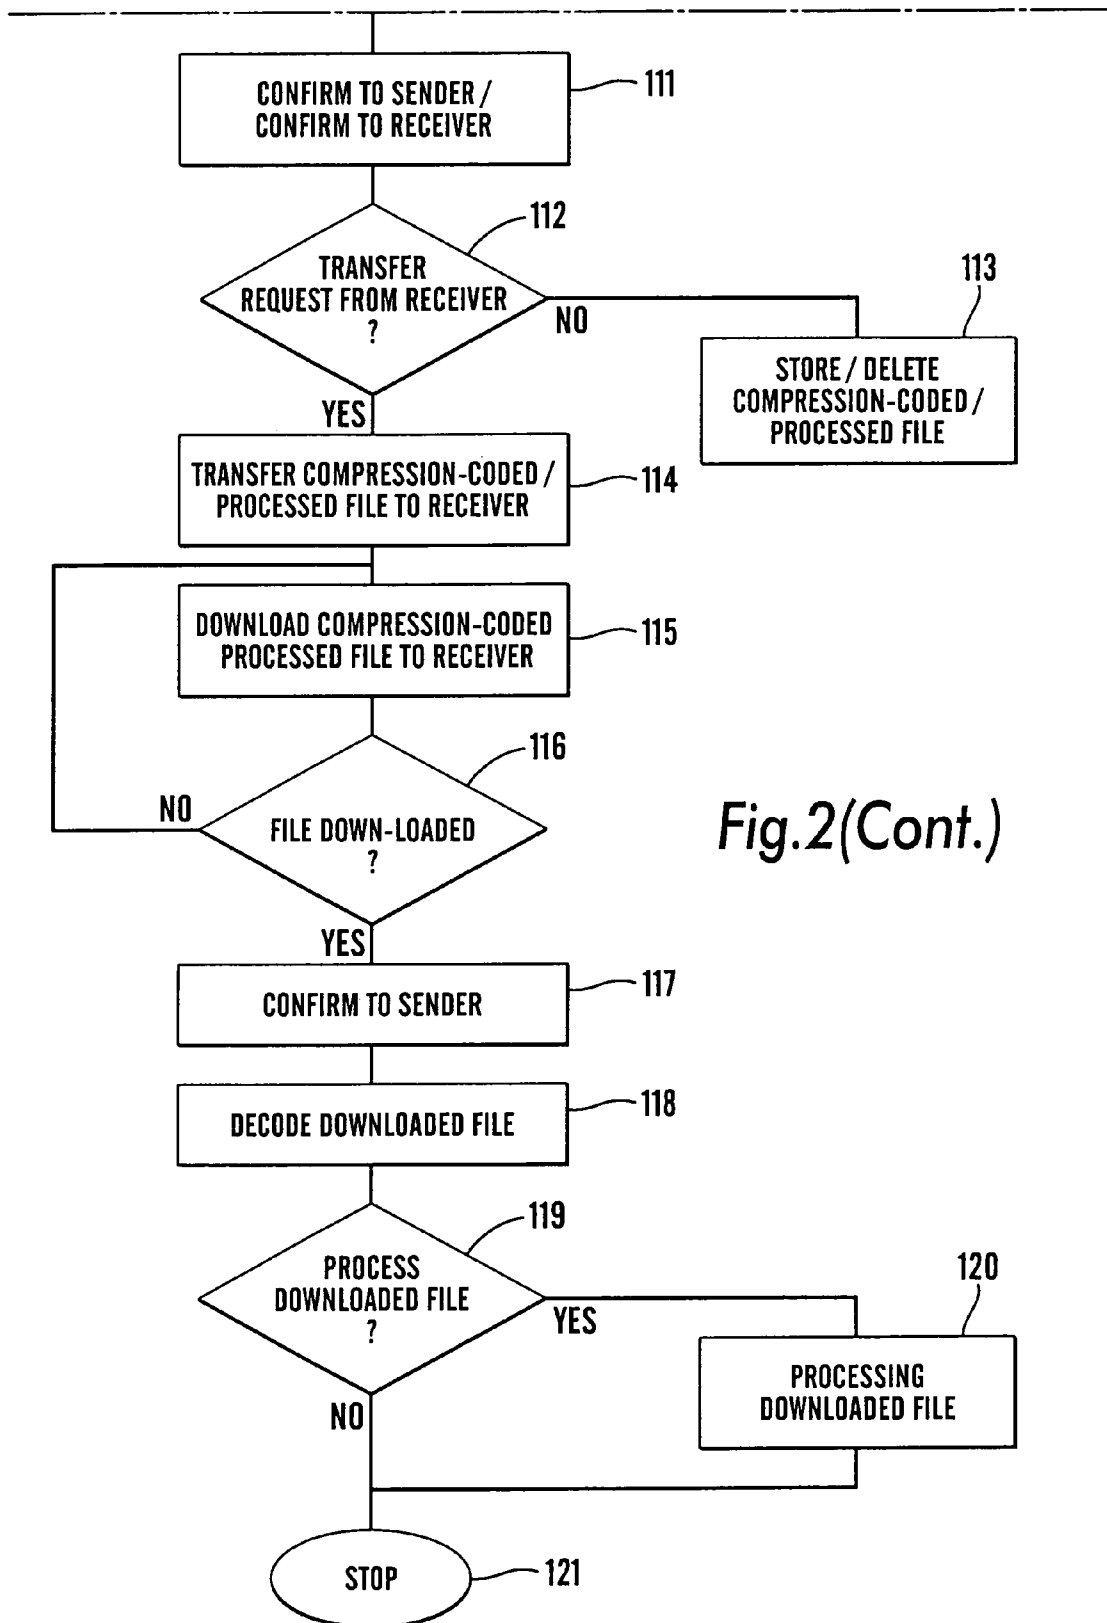 CONFIRM TO SENDER /
CONFIRM TO RECEIVER
111
112
TRANSFER
REQUEST FROM RECEIVER
?
NO
113
STORE / DELETE
COMPRESSION-CODED /
PROCESSED FILE
YES
TRANSFER COMPRESSION-CODED /
PROCESSED FILE TO RECEIVER
114
DOWNLOAD COMPRESSION-CODED
PROCESSED FILE TO RECEIVER
115
116
NO
FILE DOWN-LOADED
?
Fig.2(Cont.)
YES
CONFIRM TO SENDER
117
DECODE DOWNLOADED FILE
118
119
PROCESS
DOWNLOADED FILE
?
YES
120
PROCESSING
DOWNLOADED FILE
NO
STOP
121